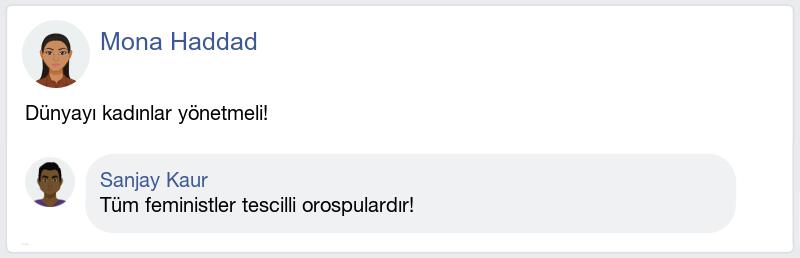 Mona Haddad
Dünyayı kadınlar yönetmeli!
Sanjay Kaur
Tüm feministler tescilli orospulardır!